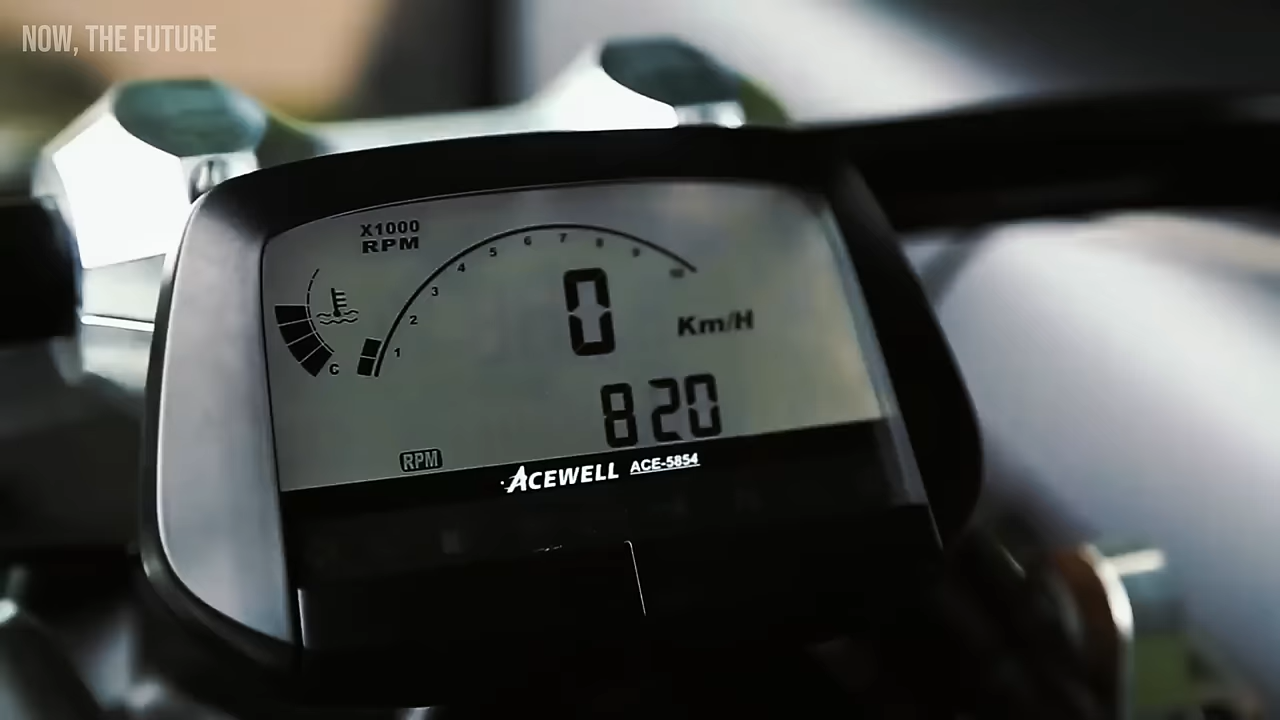 NOW, THE FUTURE
X1000
RPM
1
2
3
4
5
6
7
8
9
10
C
0
Km/H
820
RPM
ACEWELL ACE-5854